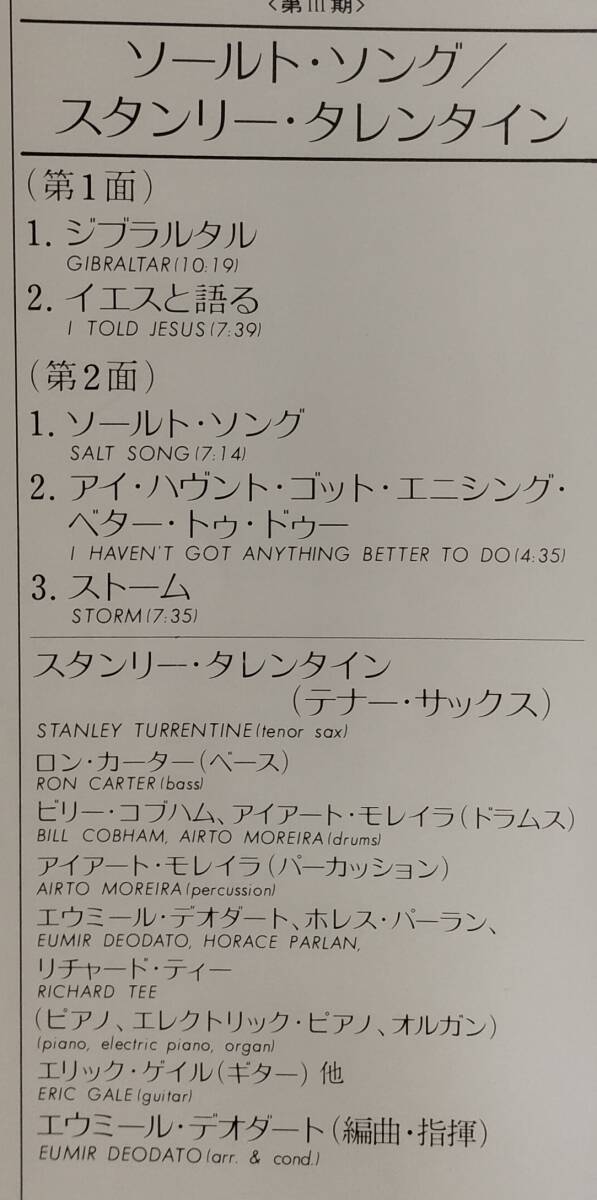 <第III期>
ソールト・ソング/
スタンリー・タレンタイン
(第1面)
1. ジブラルタル
GIBRALTAR(10:19)
2. イエスと語る
I TOLD JESUS(7:39)
(第2面)
1. ソールト・ソング
SALT SONG(7:14)
2. アイ・ハヴント・ゴット・エニシング・
ベター・トゥ・ドゥー
I HAVEN'T GOT ANYTHING BETTER TO DO(4:35)
3. ストーム
STORM(7:35)
スタンリー・タレンタイン
(テナー・サックス)
STANLEY TURRENTINE(tenor sax)
ロン・カーター(ベース)
RON CARTER(bass)
ビリー・コブハム、アイアート・モレイラ(ドラムス)
BILL COBHAM, AIRTO MOREIRA(drums)
アイアート・モレイラ(パーカッション)
AIRTO MOREIRA(percussion)
エウミール・デオダート、ホレス・パーラン、
EUMIR DEODATO, HORACE PARLAN,
リチャード・ティー
RICHARD TEE
(ピアノ、エレクトリック・ピアノ、オルガン)
(piano, electric piano, organ)
エリック・ゲイル(ギター) 他
ERIC GALE(guitar)
エウミール・デオダート(編曲・指揮)
EUMIR DEODATO(arr. & cond.)